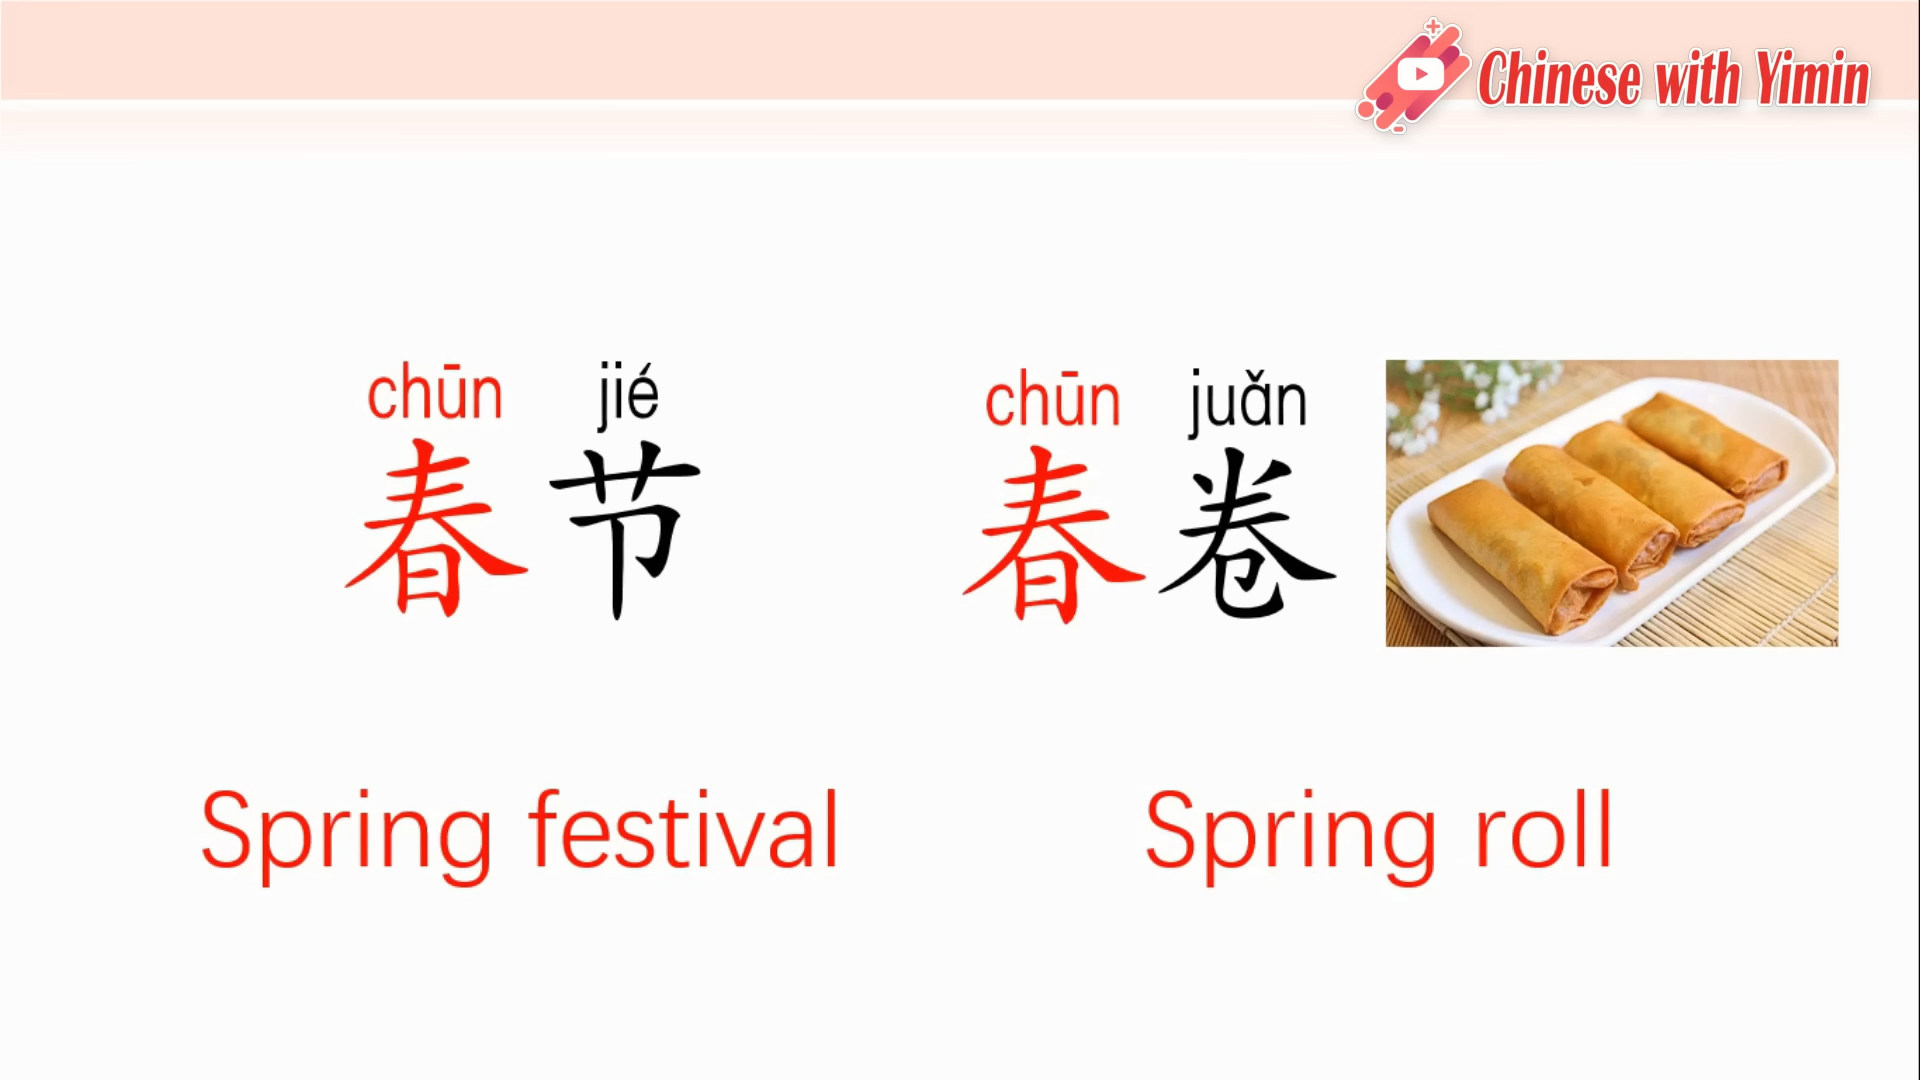 Chinese with Yimin
chūn jié
春节
chūn juǎn
春卷
Spring festival
Spring roll